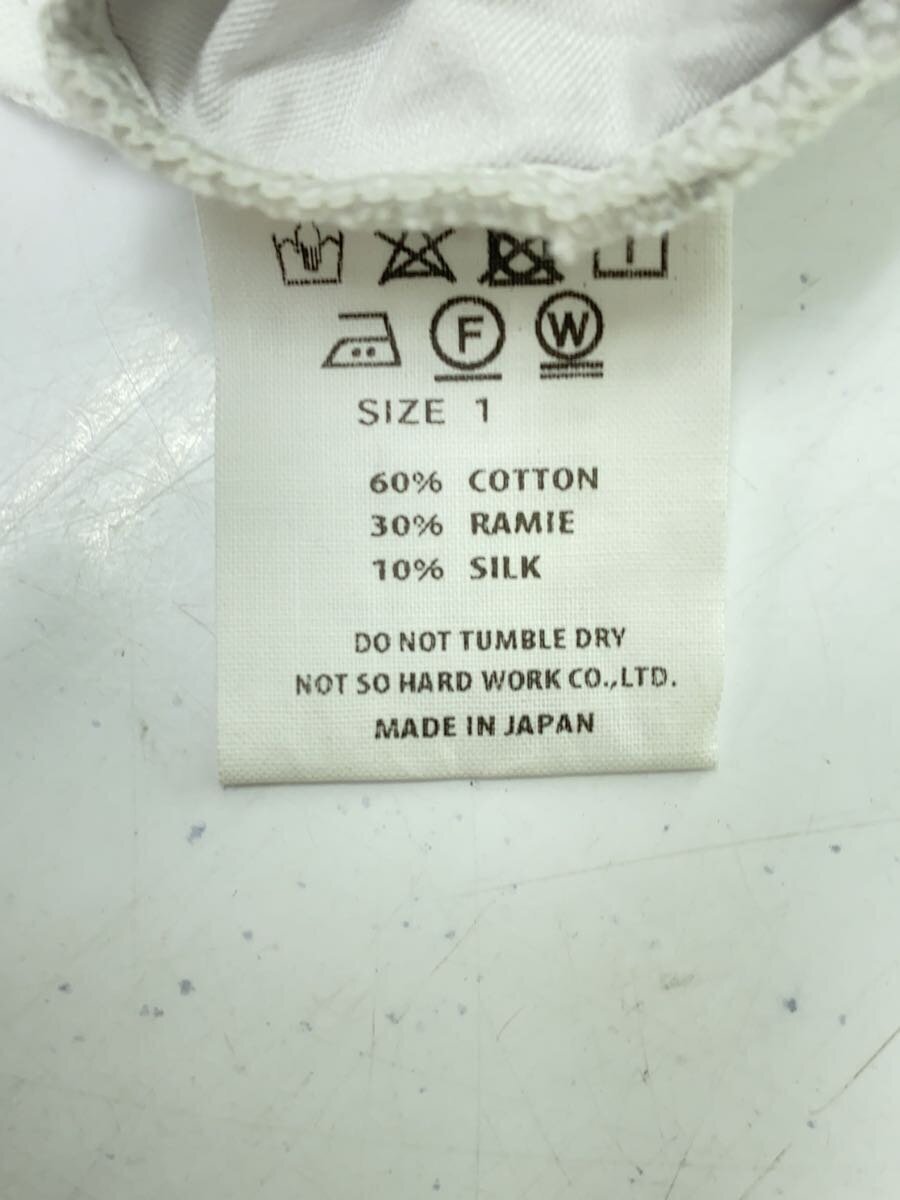 F W
SIZE 1
60% COTTON
30% RAMIE
10% SILK
DO NOT TUMBLE DRY
NOT SO HARD WORK CO.,LTD.
MADE IN JAPAN